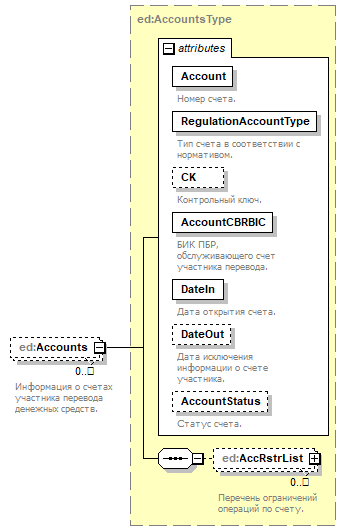 ed:AccountsType
attributes
Account
Номер счета.
RegulationAccountType
Тип счета в соответствии с
нормативом.
CK
Контрольный ключ.
AccountCBRBIC
БИК ПБР,
обслуживающего счет
участника перевода.
DateIn
Дата открытия счета.
DateOut
Дата исключения
информации о счете
участника.
AccountStatus
Статус счета.
ed:Accounts
0..
Информация о счетах
участника перевода
денежных средств.
ed:AccRstrList
0..
Перечень ограничений
операций по счету.